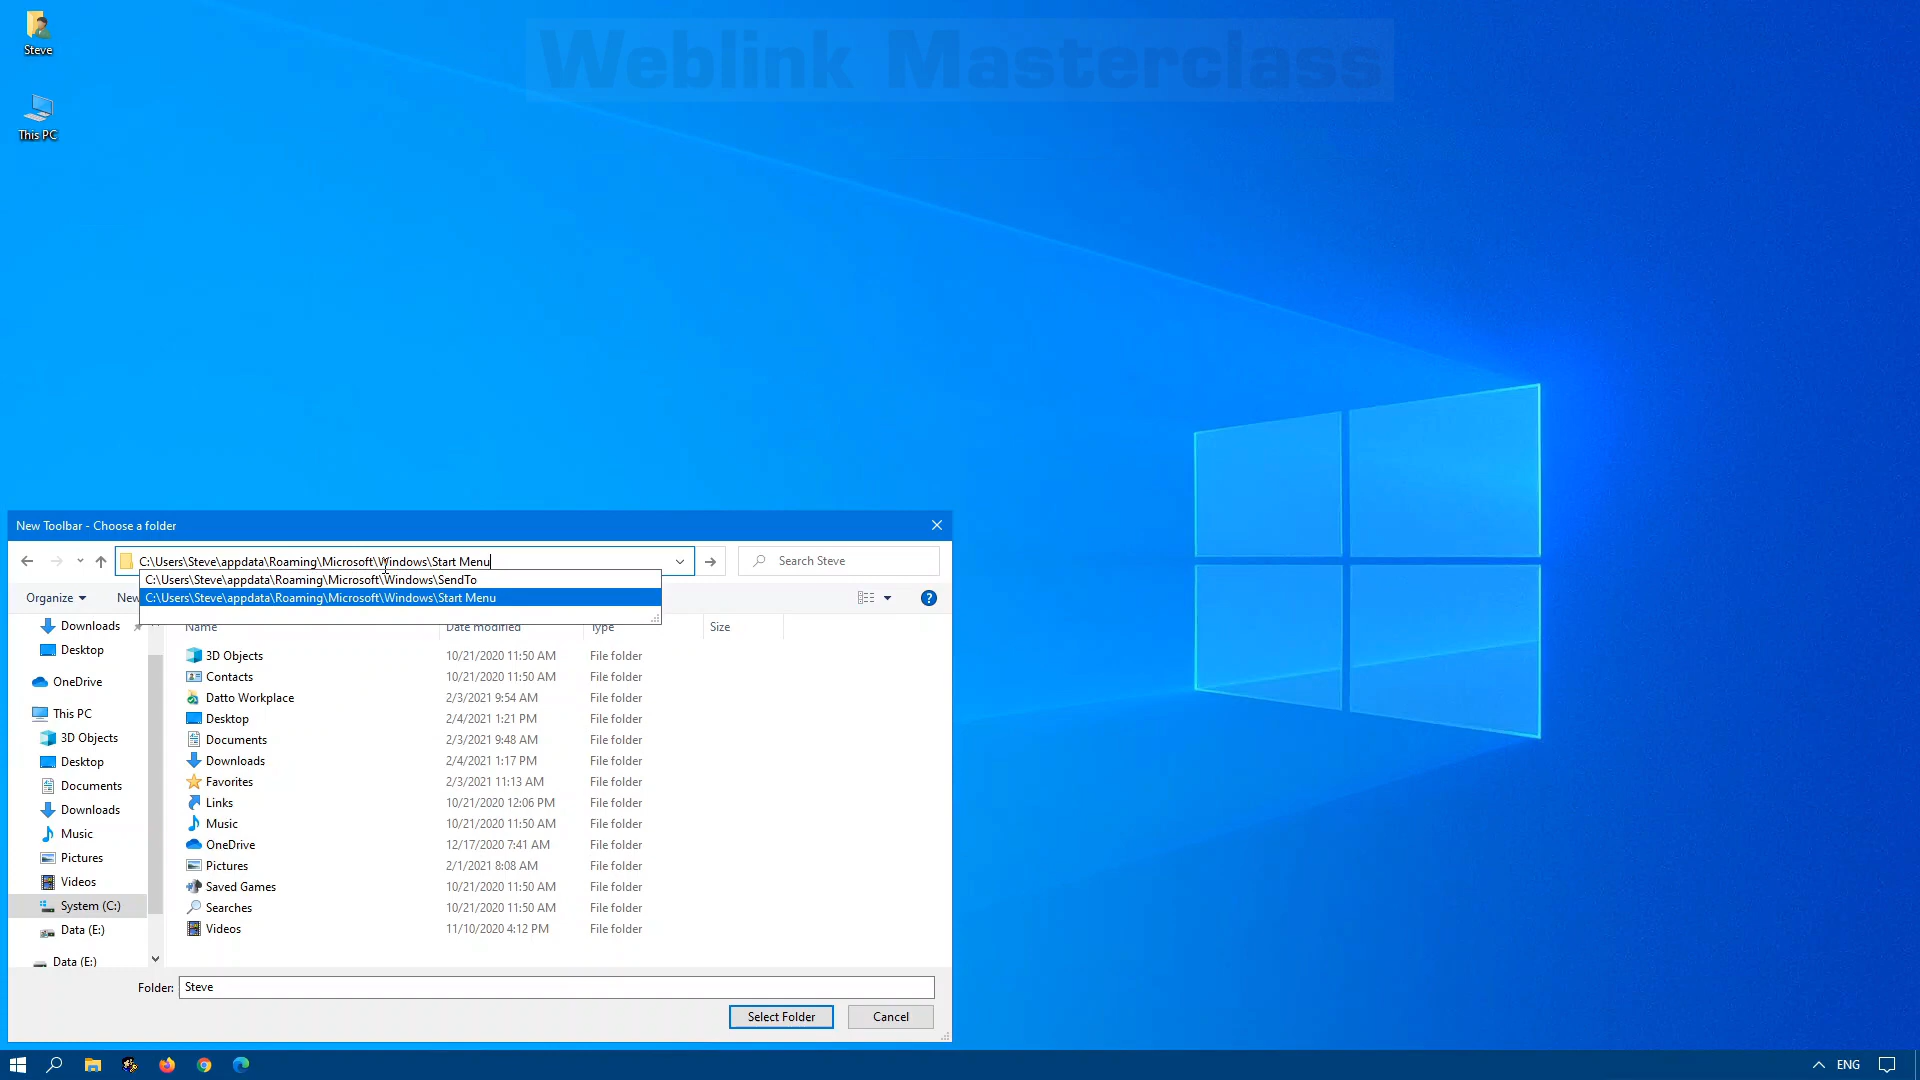 Weblink Masterclass
Steve
This PC
New Toolbar - Choose a folder
C:\Users\Steve\appdata\Roaming\Microsoft\Windows\Start Menu
Search Steve
C:\Users\Steve\appdata\Roaming\Microsoft\Windows\SendTo
C:\Users\Steve\appdata\Roaming\Microsoft\Windows\Start Menu
Organize
New
Name Date modified Type Size
Downloads
Desktop
OneDrive
This PC
3D Objects
Desktop
Documents
Downloads
Music
Pictures
Videos
System (C:)
Data (E:)
Data (E:)
3D Objects 10/21/2020 11:50 AM File folder
Contacts 10/21/2020 11:50 AM File folder
Datto Workplace 2/3/2021 9:54 AM File folder
Desktop 2/4/2021 1:21 PM File folder
Documents 2/3/2021 9:48 AM File folder
Downloads 2/4/2021 1:17 PM File folder
Favorites 2/3/2021 11:13 AM File folder
Links 10/21/2020 12:06 PM File folder
Music 10/21/2020 11:50 AM File folder
OneDrive 12/17/2020 7:41 AM File folder
Pictures 2/1/2021 8:08 AM File folder
Saved Games 10/21/2020 11:50 AM File folder
Searches 10/21/2020 11:50 AM File folder
Videos 11/10/2020 4:12 PM File folder
Folder: Steve
Select Folder
Cancel
ENG